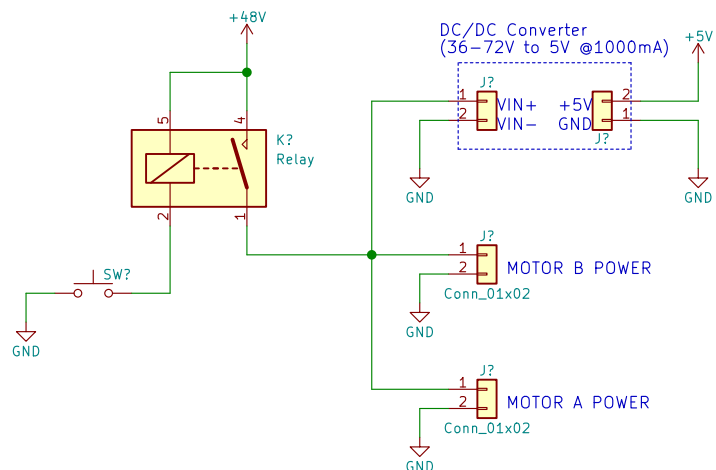 +48V
DC/DC Converter
(36-72V to 5V @1000mA)
+5V
J?
1
VIN+
+5V
2
2
VIN-
GND
1
J?
5
4
K?
Relay
GND
GND
2
1
SW?
GND
J?
1
2
MOTOR B POWER
Conn_01x02
GND
J?
1
2
MOTOR A POWER
Conn_01x02
GND